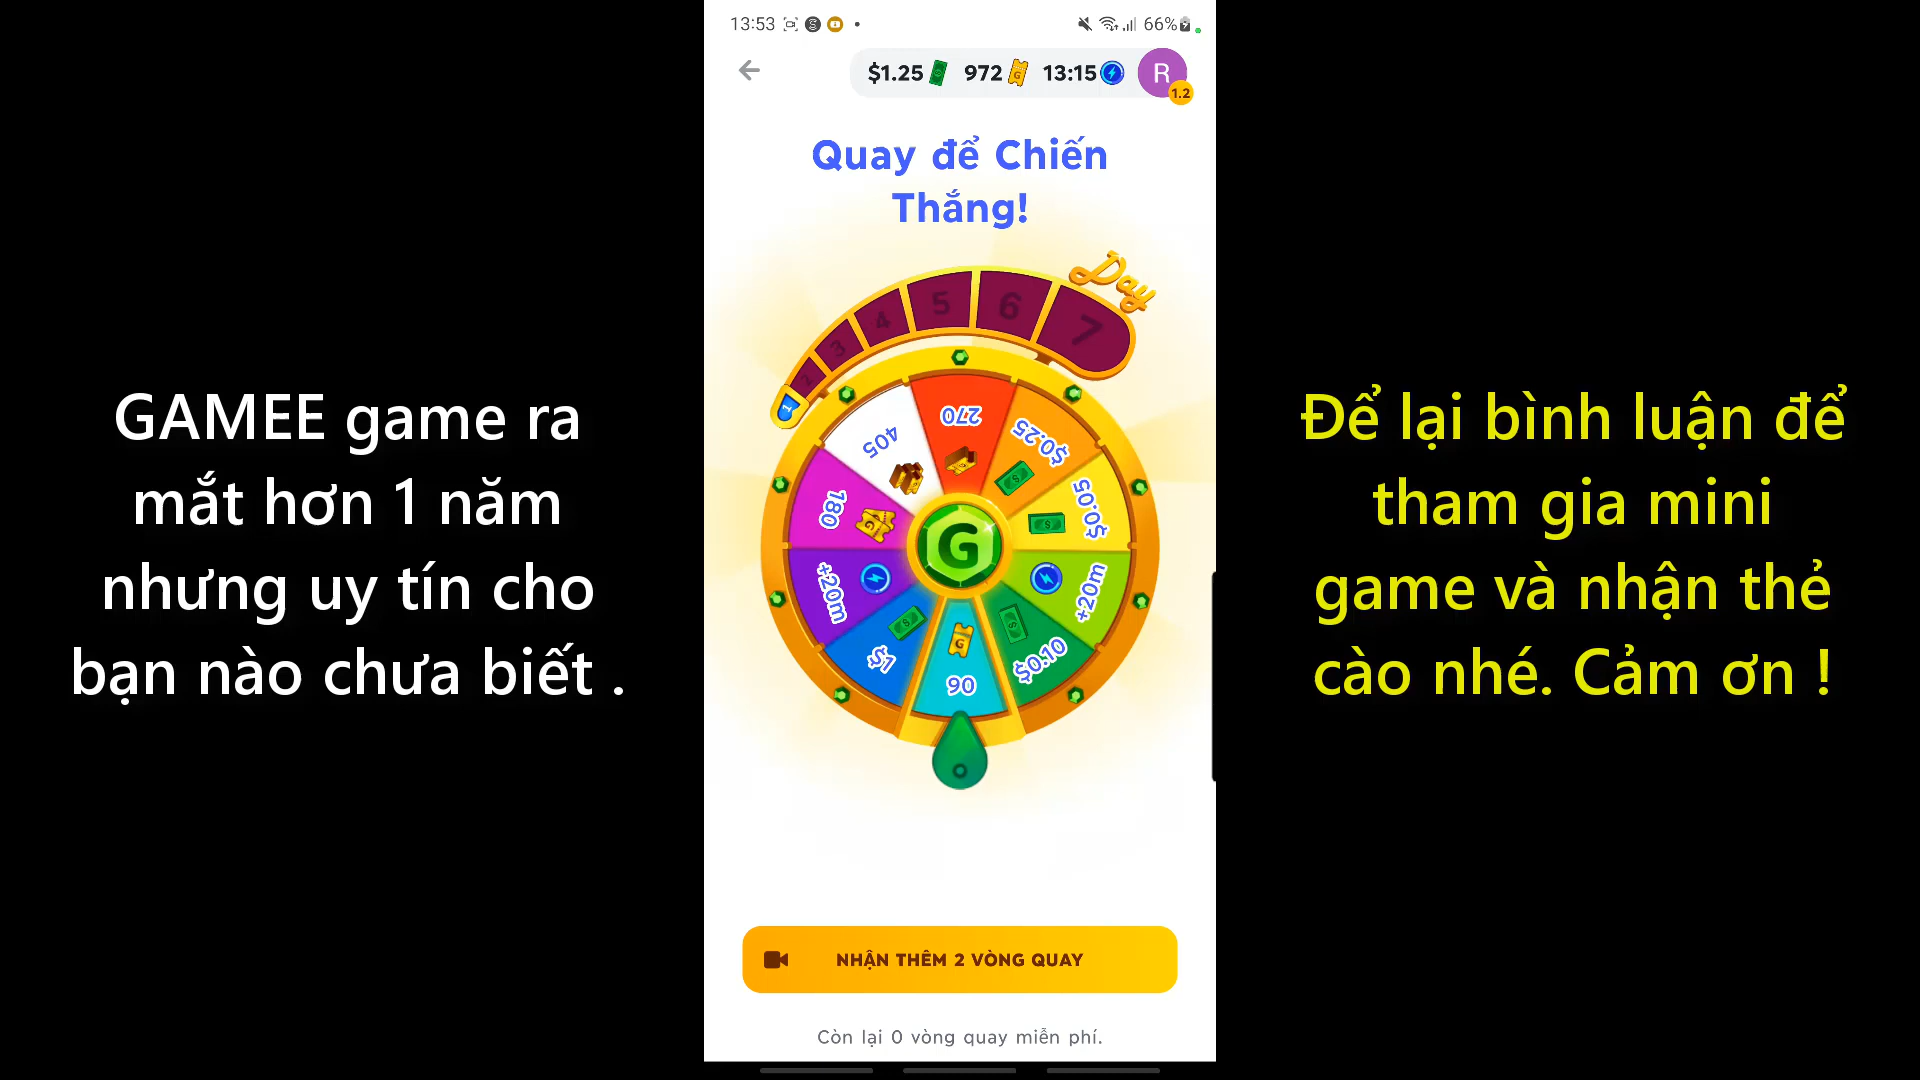 13:53
66%
$1.25 972 13:15 R
1.2
Quay để Chiến
Thắng!
Day
1 2 3 4 5 6 7
270
$0.25
$0.05
+20m
$0.10
90
$1
+20m
180
405
G
NHẬN THÊM 2 VÒNG QUAY
Còn lại 0 vòng quay miễn phí.
GAMEE game ra
mắt hơn 1 năm
nhưng uy tín cho
bạn nào chưa biết .
Để lại bình luận để
tham gia mini
game và nhận thẻ
cào nhé. Cảm ơn !